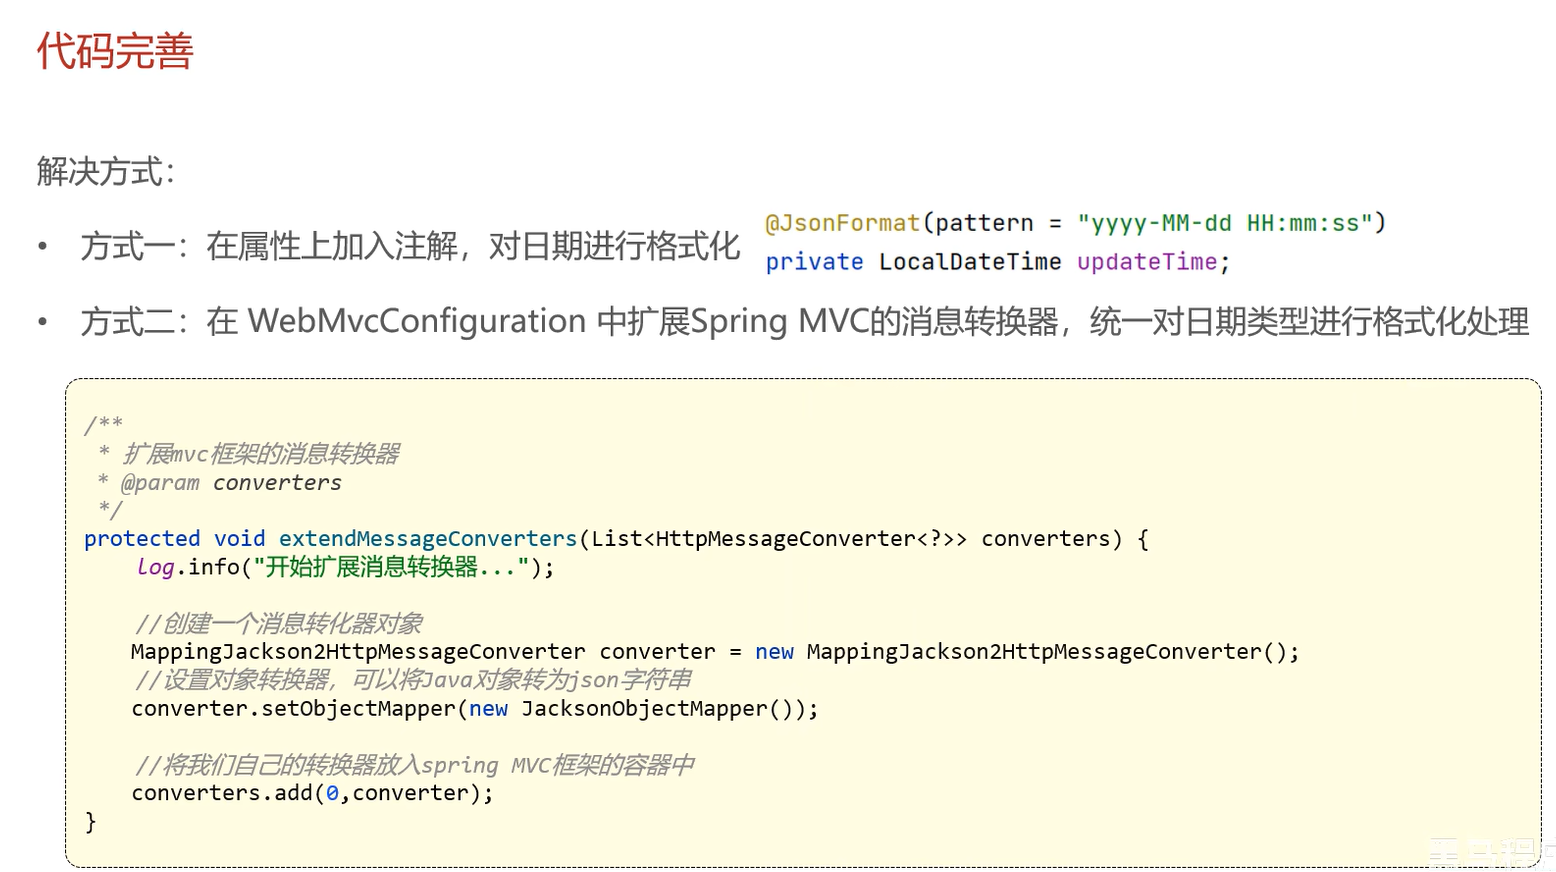 代码完善
解决方式：
• 方式一：在属性上加入注解，对日期进行格式化
@JsonFormat(pattern = "yyyy-MM-dd HH:mm:ss")
private LocalDateTime updateTime;
• 方式二：在 WebMvcConfiguration 中扩展Spring MVC的消息转换器，统一对日期类型进行格式化处理
/**
 * 扩展mvc框架的消息转换器
 * @param converters
 */
protected void extendMessageConverters(List<HttpMessageConverter<?>> converters) {
    log.info("开始扩展消息转换器...");
    //创建一个消息转化器对象
    MappingJackson2HttpMessageConverter converter = new MappingJackson2HttpMessageConverter();
    //设置对象转换器，可以将Java对象转为json字符串
    converter.setObjectMapper(new JacksonObjectMapper());
    //将我们自己的转换器放入spring MVC框架的容器中
    converters.add(0,converter);
}